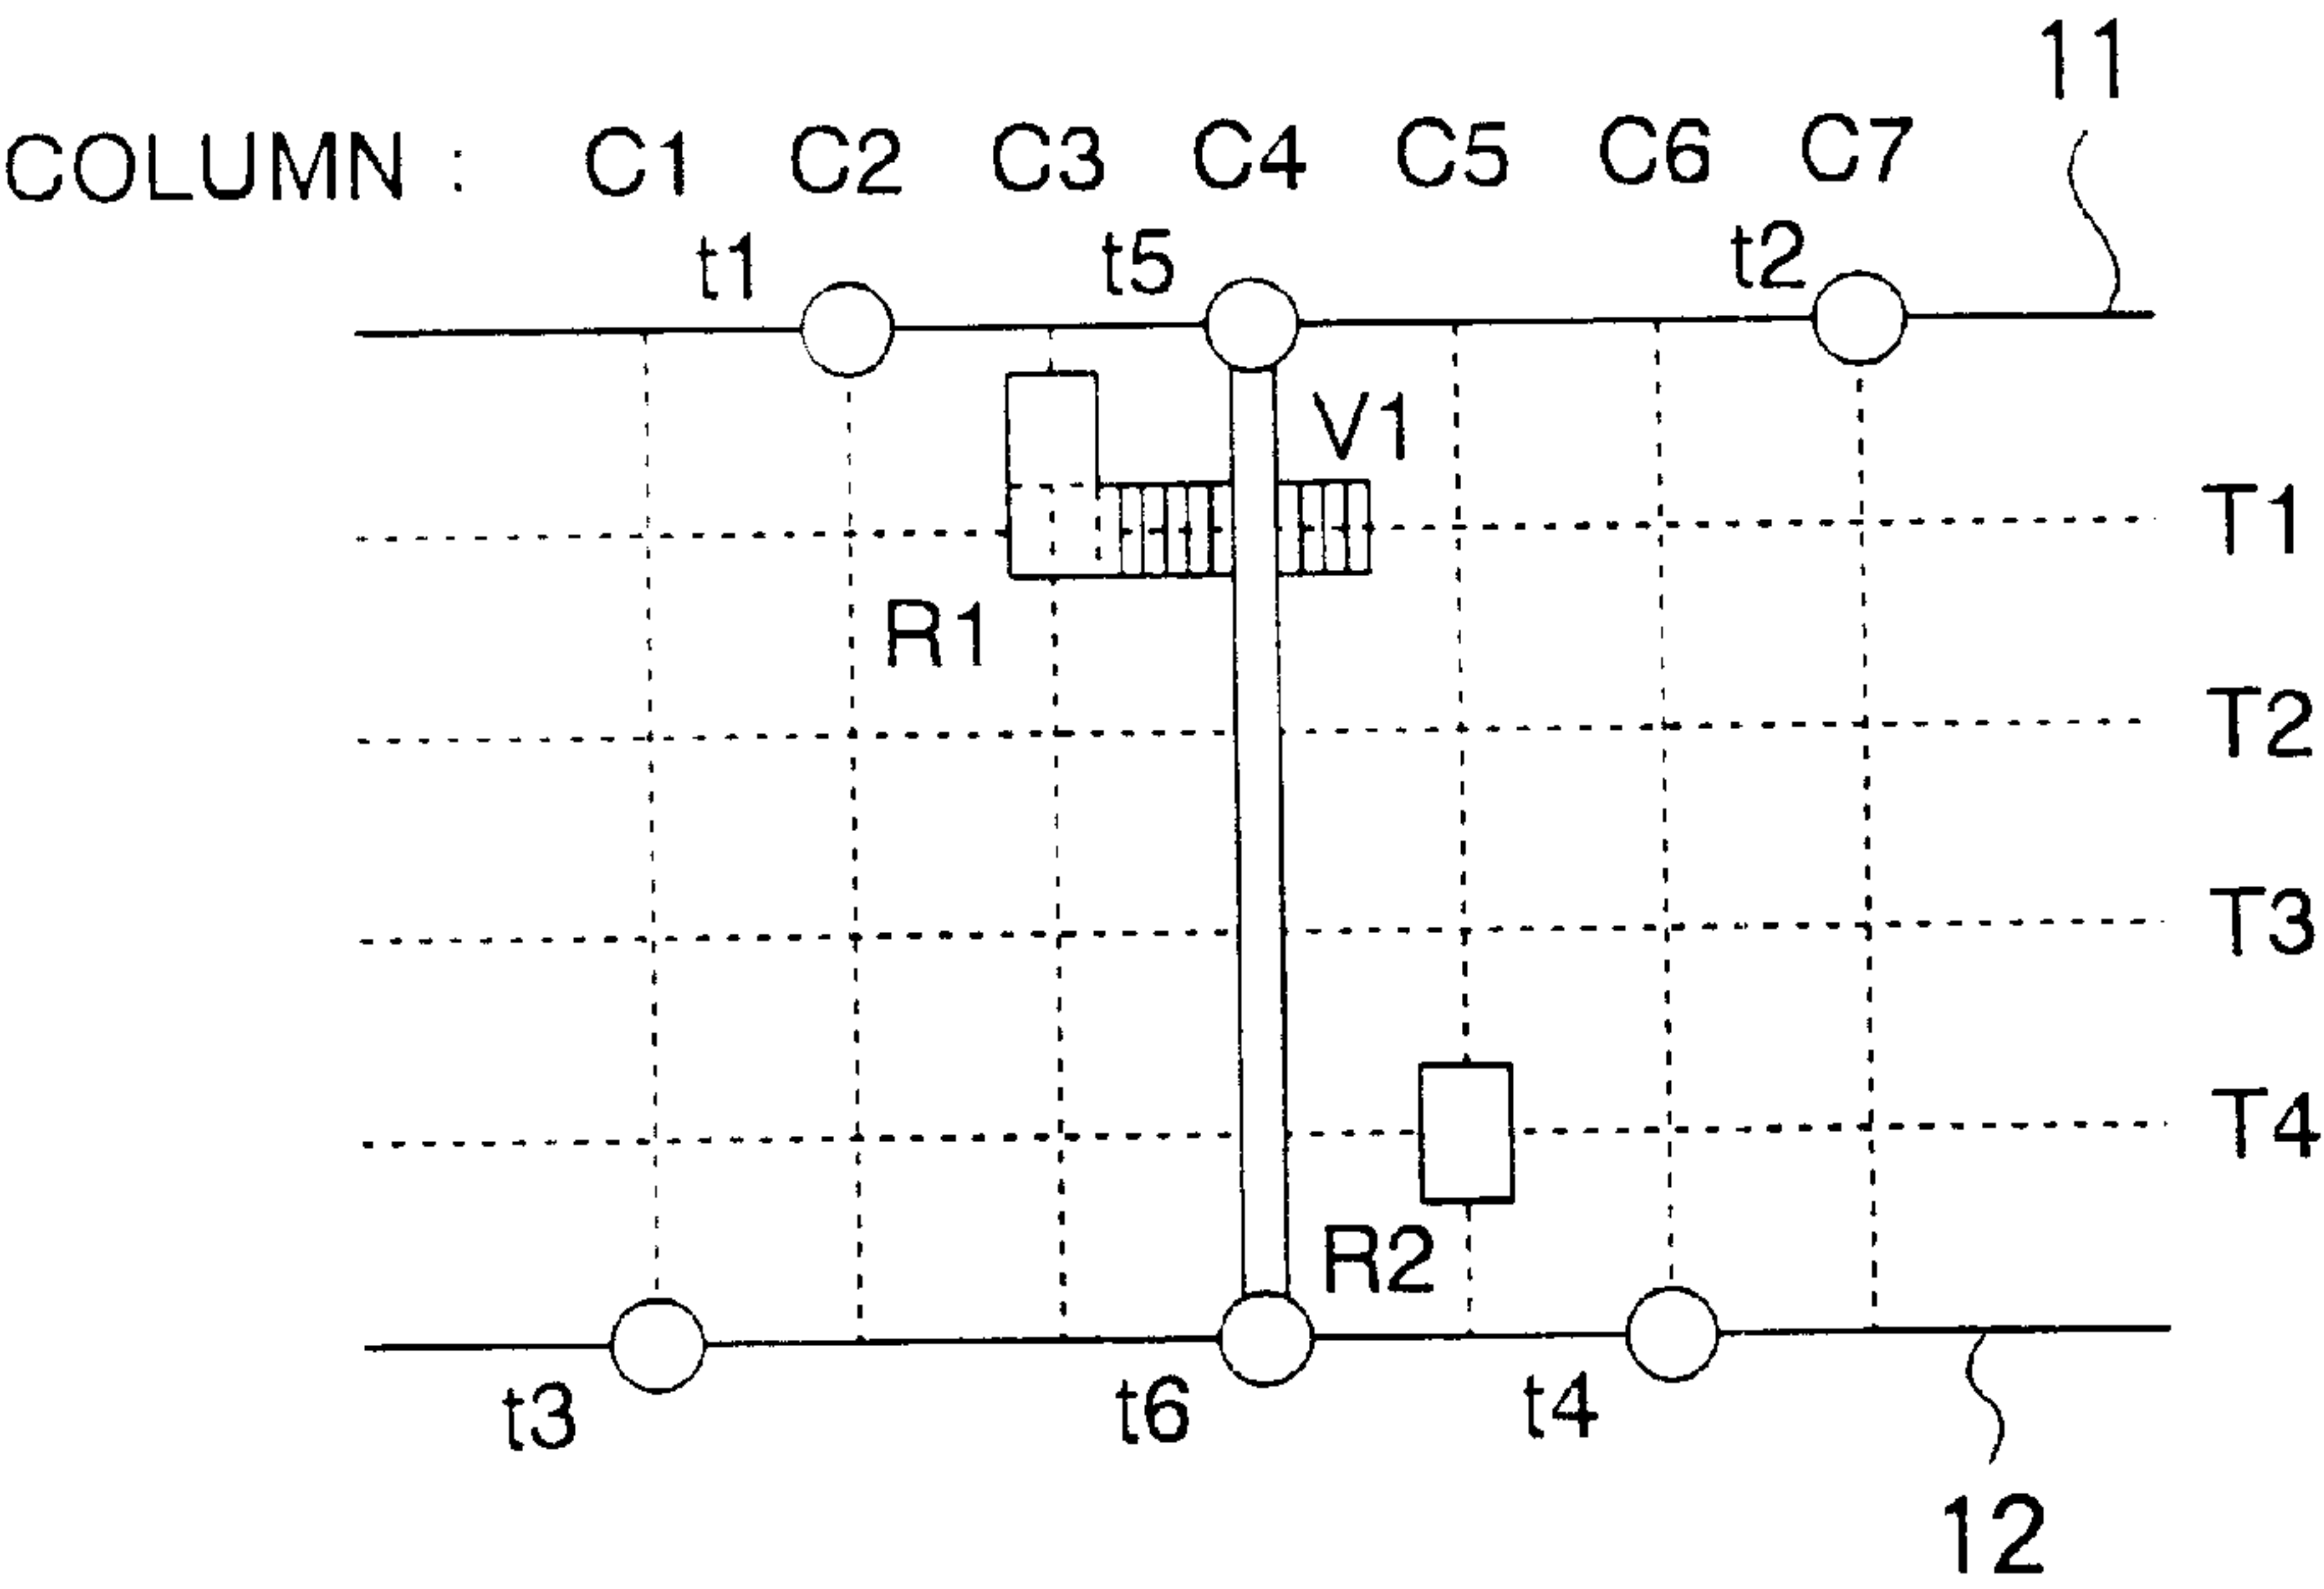 11
COLUMN : C1 C2 C3 C4 C5 C6 C7
t1 t5 t2
V1
T1
R1
T2
T3
T4
R2
t3 t6 t4
12